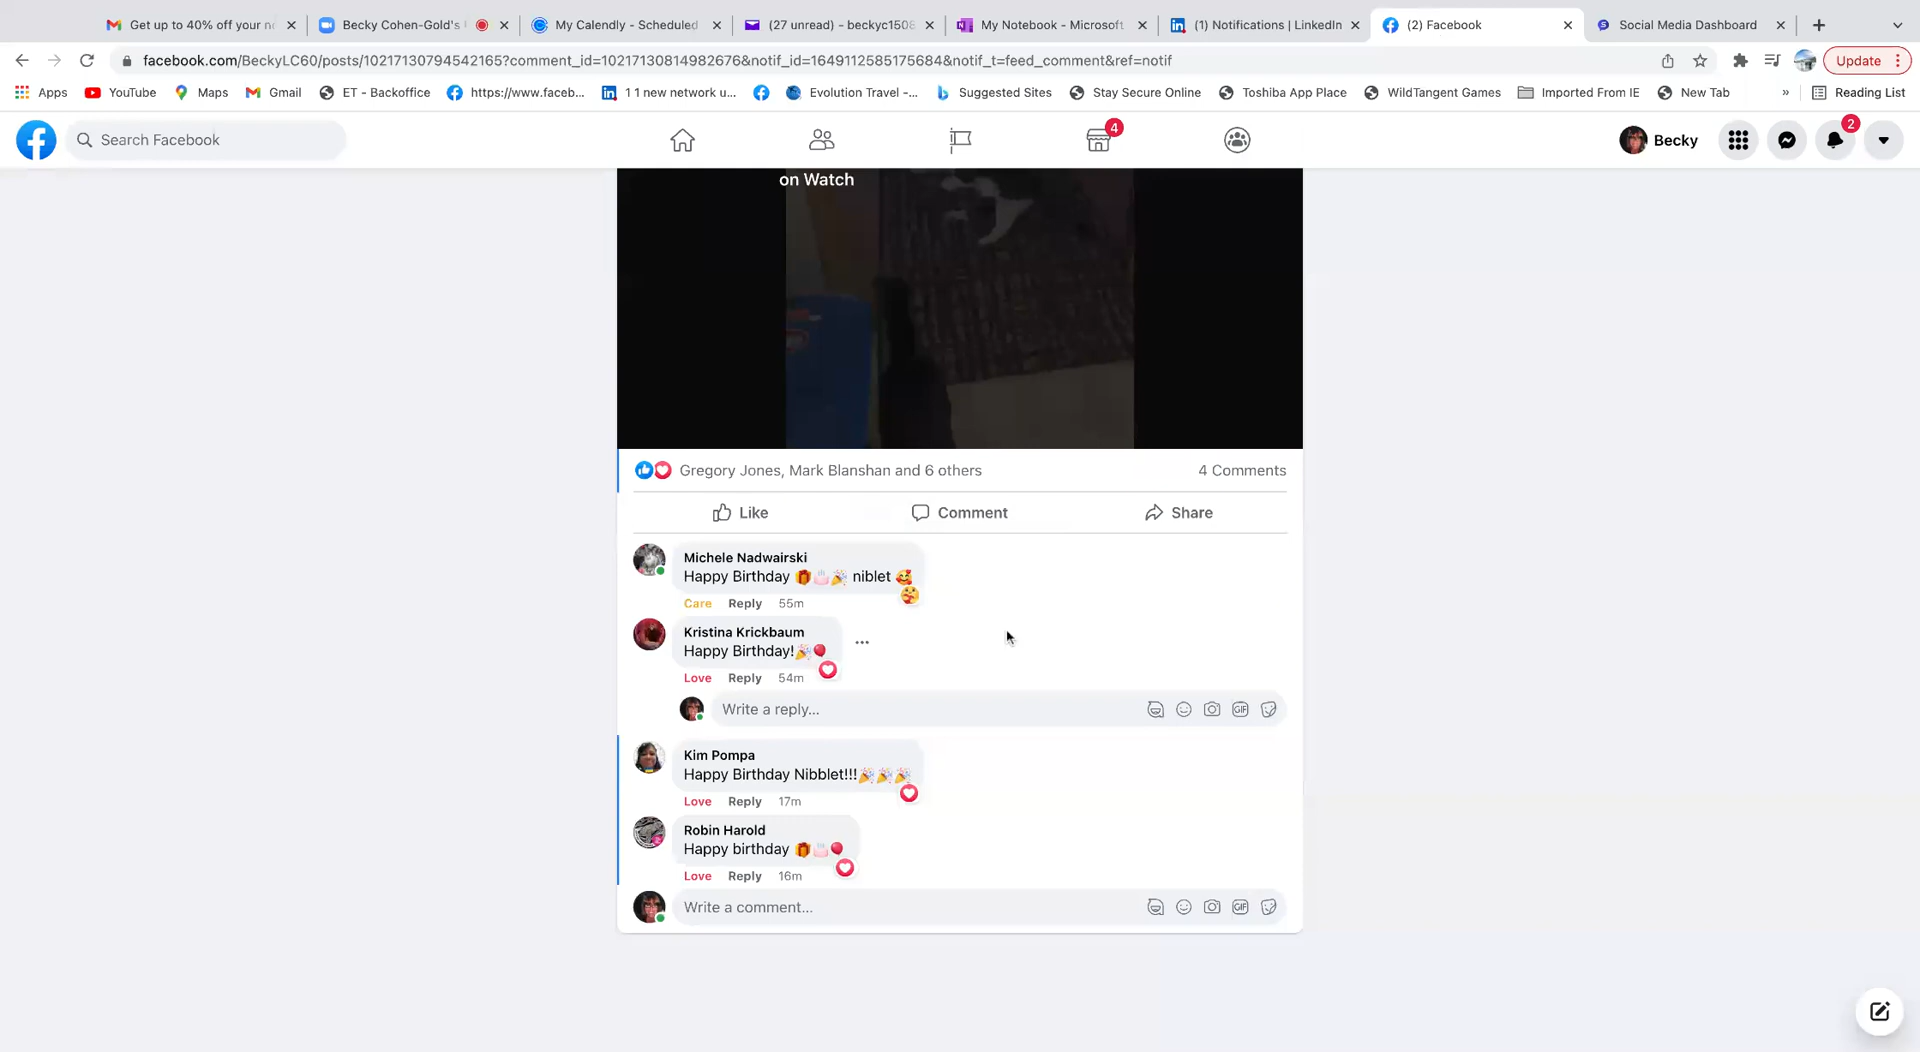 Get up to 40% off your n
Becky Cohen-Gold's
My Calendly - Scheduled
(27 unread) - beckyc1508
My Notebook - Microsoft
(1) Notifications | LinkedIn
(2) Facebook
Social Media Dashboard
facebook.com/BeckyLC60/posts/10217130794542165?comment_id=10217130814982676&notif_id=1649112585175684&notif_t=feed_comment&ref=notif
Update
Apps
YouTube
Maps
Gmail
ET - Backoffice
https://www.faceb...
1 1 new network u...
Evolution Travel -...
Suggested Sites
Stay Secure Online
Toshiba App Place
WildTangent Games
Imported From IE
New Tab
»
Reading List
Search Facebook
4
Becky
2
on Watch
Gregory Jones, Mark Blanshan and 6 others
4 Comments
Like
Comment
Share
Michele Nadwairski
Happy Birthday 🎁🎂🎉 niblet 🥰
Care Reply 55m
Kristina Krickbaum
Happy Birthday!🎉🎈
Love Reply 54m
Write a reply...
GIF
Kim Pompa
Happy Birthday Nibblet!!!🎉🎉🎉
Love Reply 17m
Robin Harold
Happy birthday 🎁🎂🎈
Love Reply 16m
Write a comment...
GIF